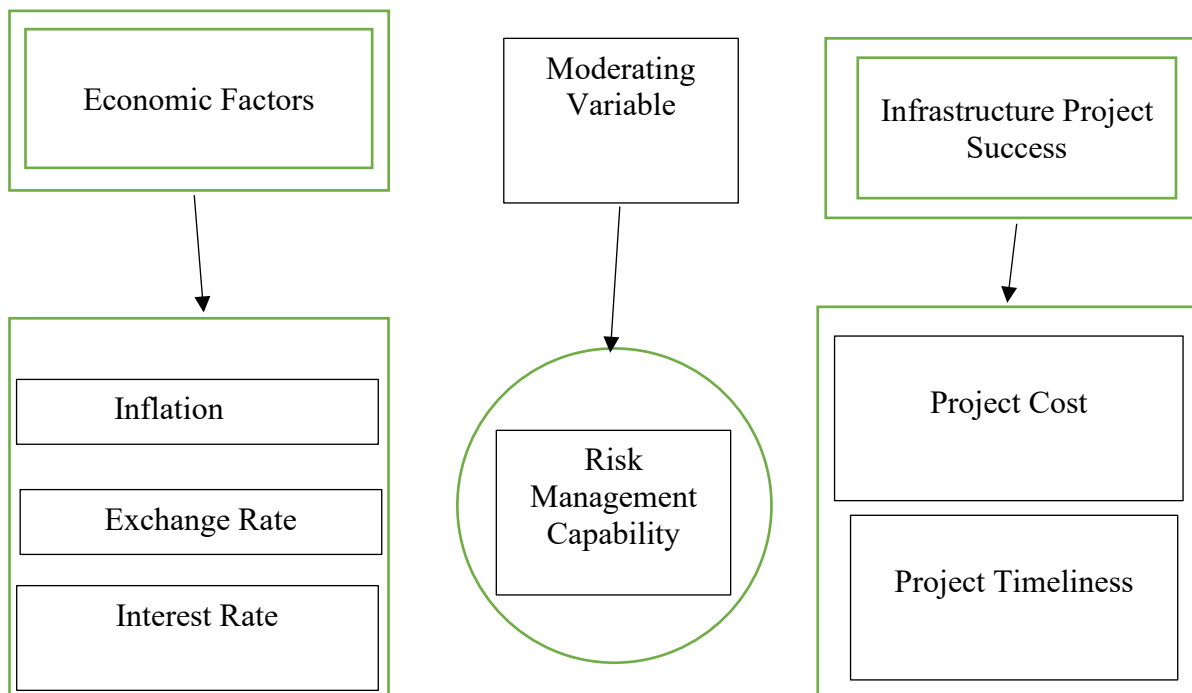 Economic Factors
Moderating
Variable
Infrastructure Project
Success
Inflation
Exchange Rate
Interest Rate
Risk
Management
Capability
Project Cost
Project Timeliness